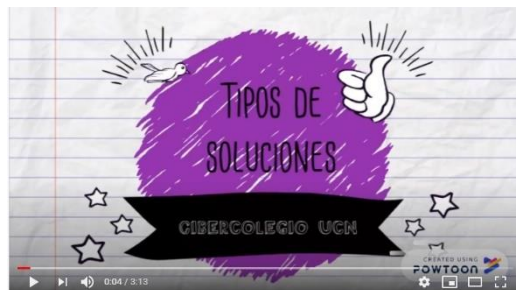 TIPOS DE
SOLUCIONES
CIBERCOLEGIO UCN
CREATED USING
POWTOON
0:04 / 3:13